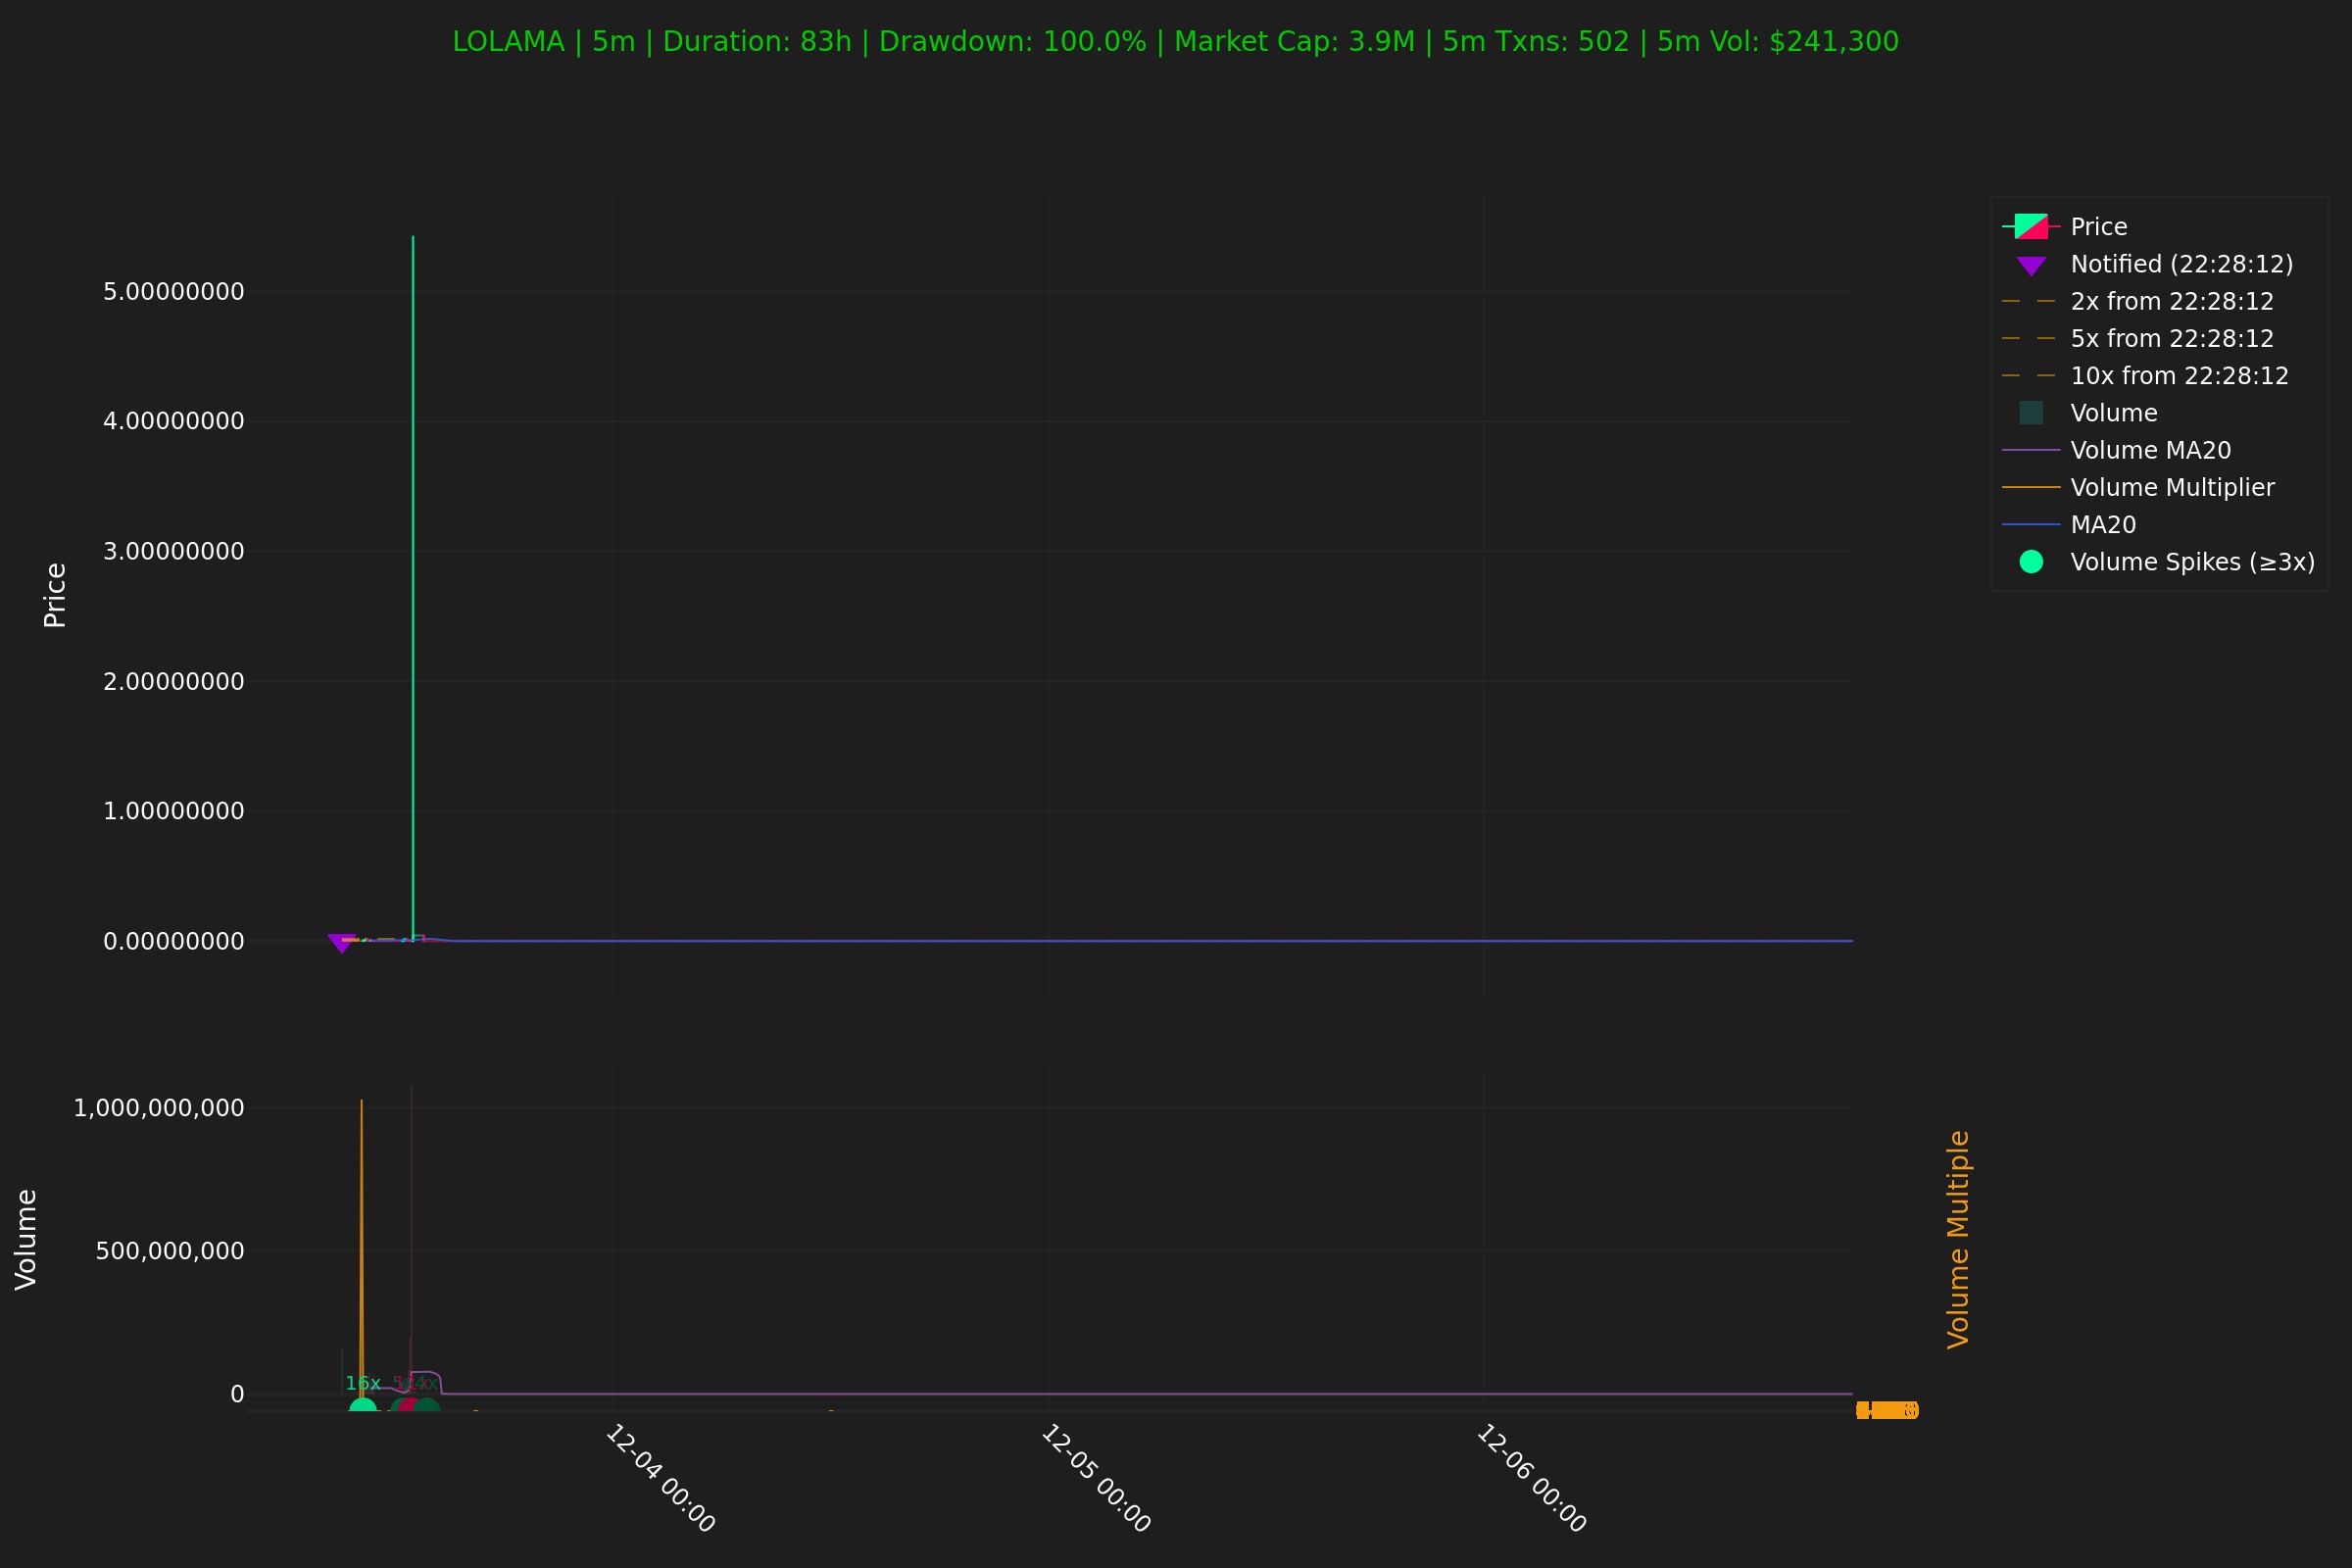 LOLAMA | 5m | Duration: 83h | Drawdown: 100.0% | Market Cap: 3.9M | 5m Txns: 502 | 5m Vol: $241,300
Price
5.00000000
4.00000000
3.00000000
2.00000000
1.00000000
0.00000000
Price
Notified (22:28:12)
2x from 22:28:12
5x from 22:28:12
10x from 22:28:12
Volume
Volume MA20
Volume Multiplier
MA20
Volume Spikes (≥3x)
Volume
1,000,000,000
500,000,000
0
16x
Volume Multiple
12-04 00:00
12-05 00:00
12-06 00:00